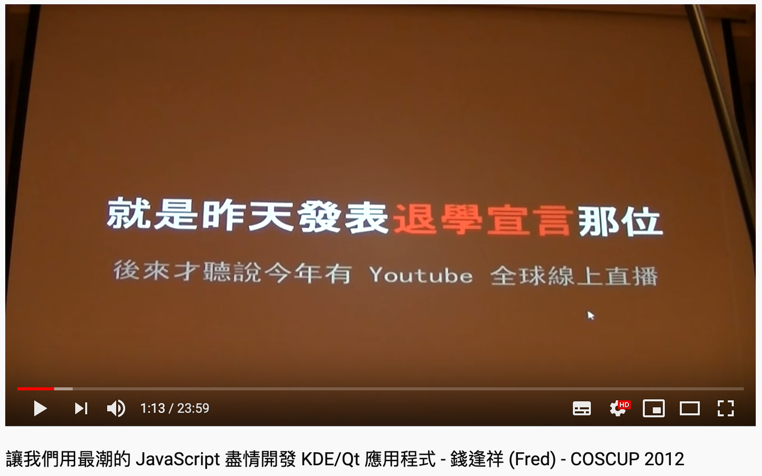 就是昨天發表退學宣言那位
後來才聽說今年有 Youtube 全球線上直播
1:13 / 23:59
HD
讓我們用最潮的 JavaScript 盡情開發 KDE/Qt 應用程式 - 錢逢祥 (Fred) - COSCUP 2012